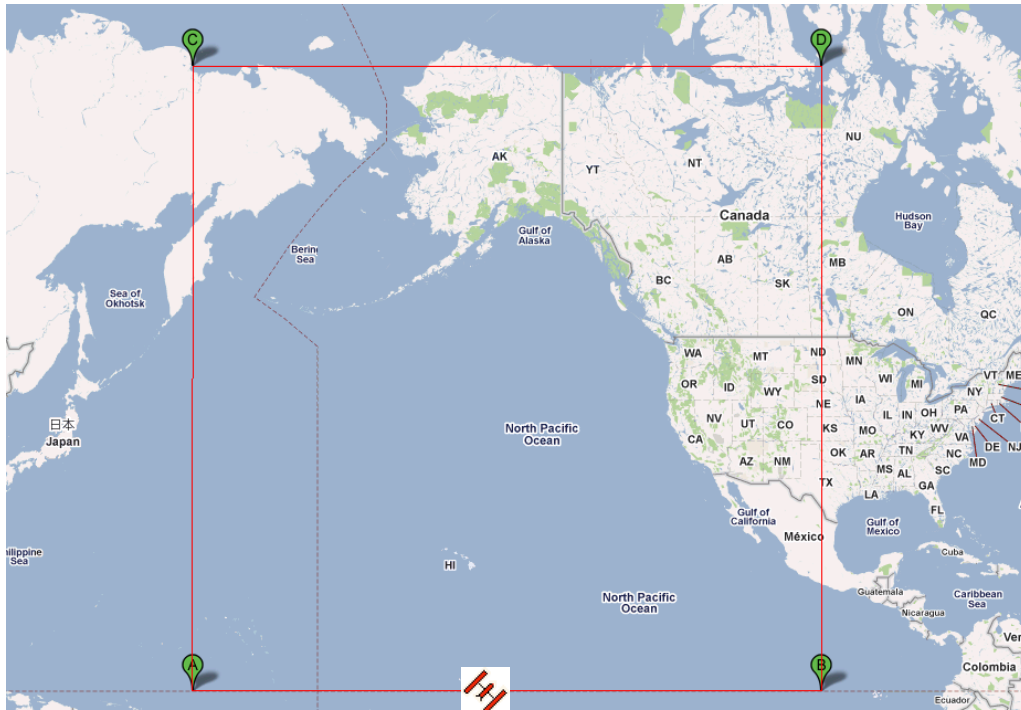 C
D
NU
AK
YT
NT
Canada
Hudson
Bay
Gulf of
Alaska
Bering
Sea
AB
MB
BC
SK
Sea of
Okhotsk
ON
QC
WA
MT
ND
MN
VT
ME
OR
ID
SD
WI
MI
NY
WY
NE
IA
PA
CT
NV
UT
CO
IL
IN
OH
日本
Japan
North Pacific
Ocean
CA
KS
MO
KY
WV
VA
DE
NJ
MD
AZ
NM
OK
AR
TN
NC
MS
AL
SC
TX
GA
LA
FL
Gulf of
California
Gulf of
Mexico
México
hilippine
Sea
Cuba
HI
Guatemala
Caribbean
Sea
North Pacific
Ocean
Nicaragua
Ven
A
B
Colombia
Ecuador